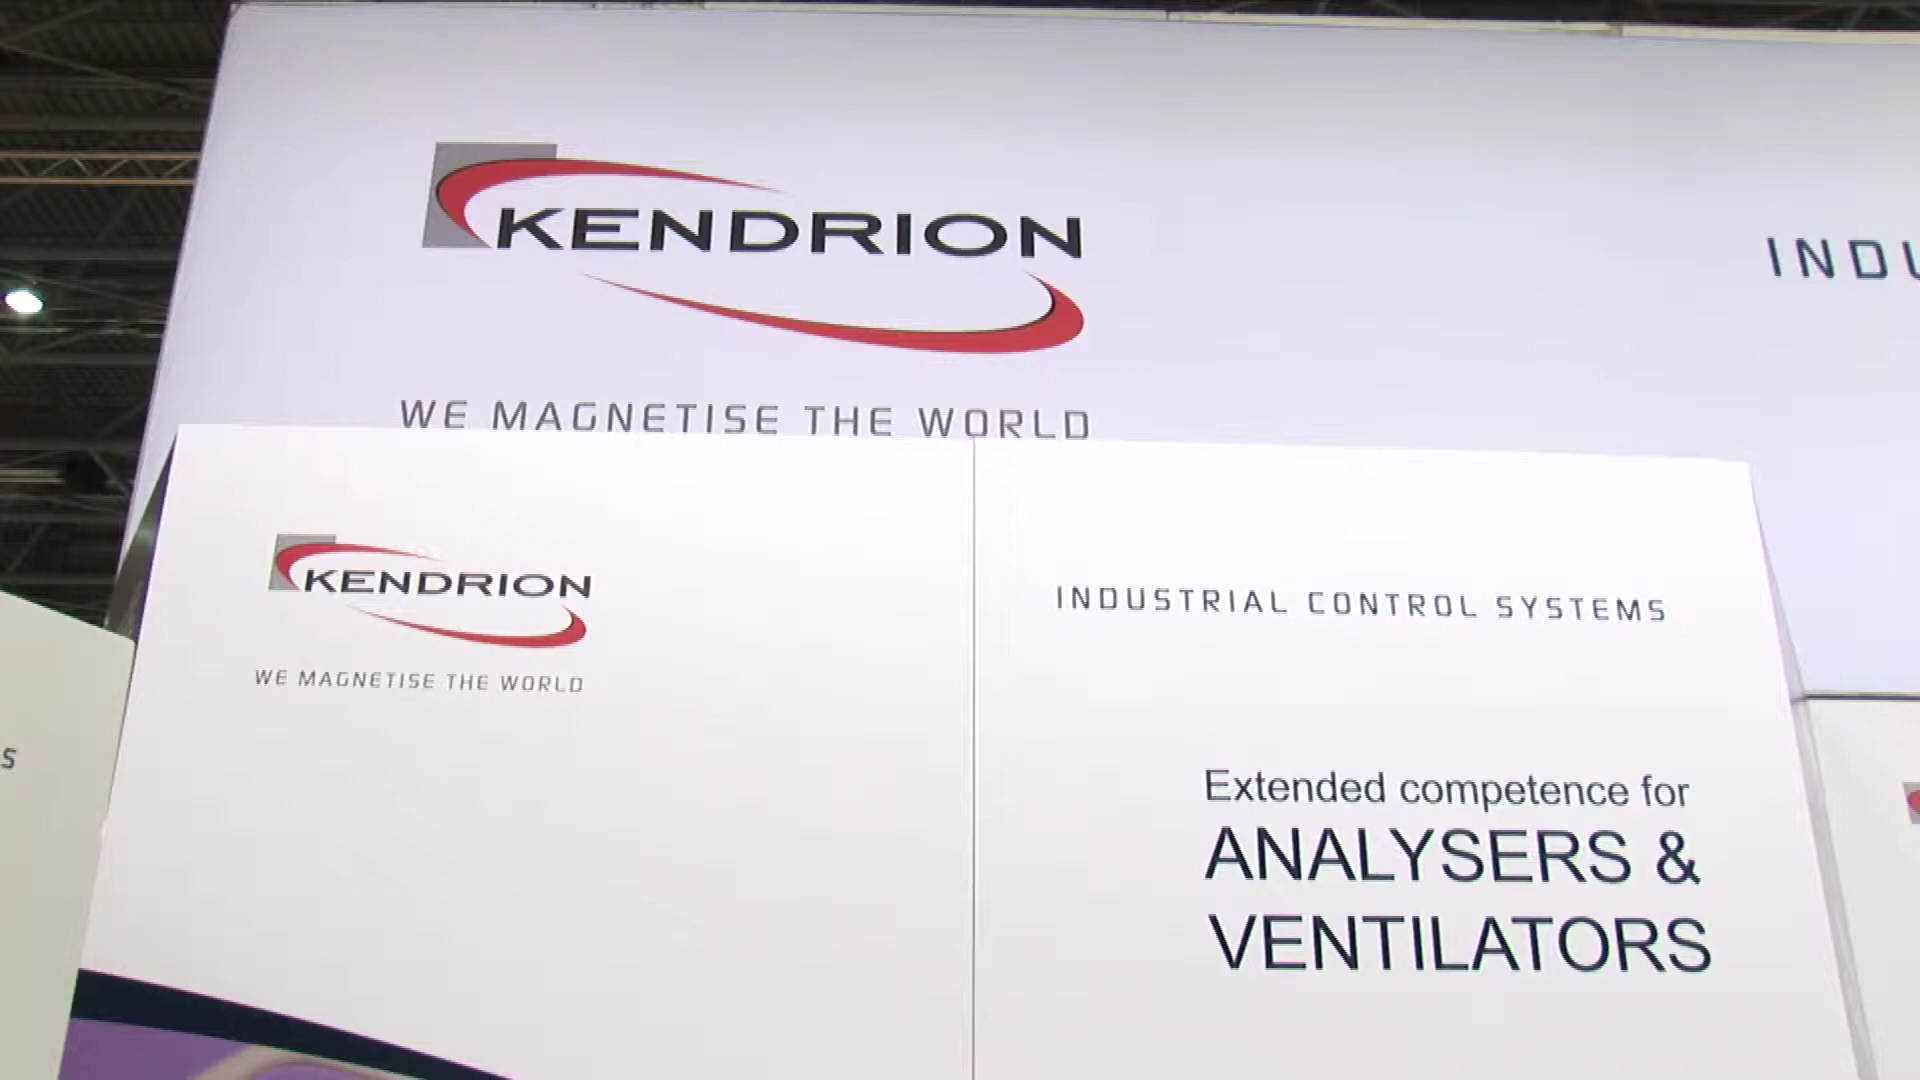 KENDRION
WE MAGNETISE THE WORLD
KENDRION
WE MAGNETISE THE WORLD
INDUSTRIAL CONTROL SYSTEMS
Extended competence for
ANALYSERS &
VENTILATORS